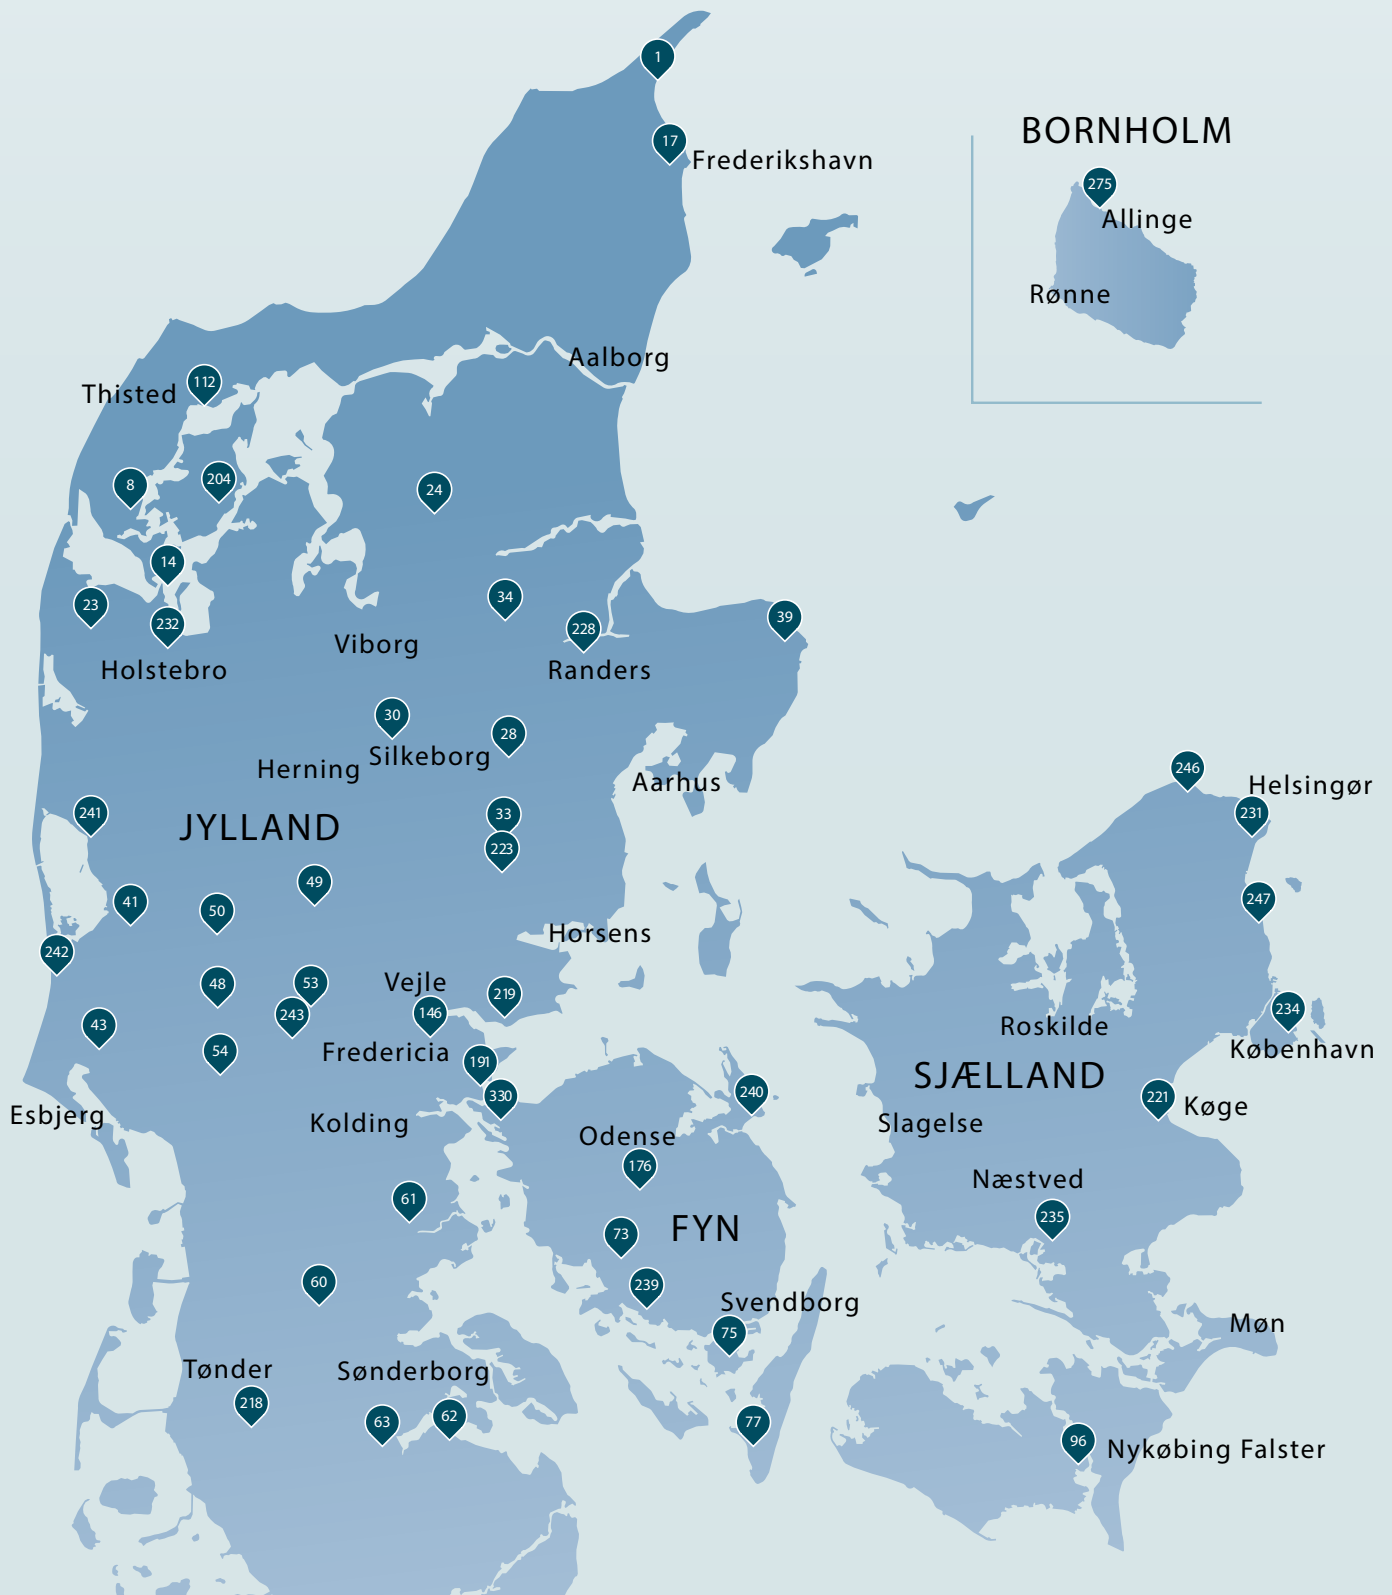 1
17
Frederikshavn
BORNHOLM
275
Allinge
Rønne
Aalborg
112
Thisted
8
204
24
14
23
232
34
228
39
Viborg
Holstebro
Randers
30
28
Silkeborg
Herning
Aarhus
246
Helsingør
231
241
JYLLAND
33
223
49
41
50
247
Horsens
242
48
53
Vejle
219
243
146
43
234
Roskilde
København
54
Fredericia
191
SJÆLLAND
330
240
221
Køge
Esbjerg
Kolding
Slagelse
Odense
176
Næstved
61
235
73
FYN
60
239
Svendborg
75
Møn
Tønder
Sønderborg
218
63
62
77
96
Nykøbing Falster